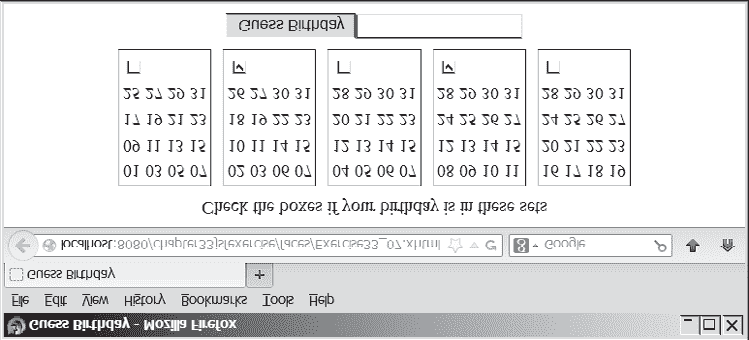 Guess Birthday - Mozilla Firefox
File Edit View History Bookmarks Tools Help
Guess Birthday +
localhost:8080/chapter33jsfexercise/faces/Exercise33_07.xhtml Google
Check the boxes if your birthday is in these sets
01 03 05 07 02 03 06 07 04 05 06 07 08 09 10 11 16 17 18 19
09 11 13 15 10 11 14 15 12 13 14 15 12 13 14 15 20 21 22 23
17 19 21 23 18 19 22 23 20 21 22 23 24 25 26 27 24 25 26 27
25 27 29 31 26 27 30 31 28 29 30 31 28 29 30 31 28 29 30 31
Guess Birthday